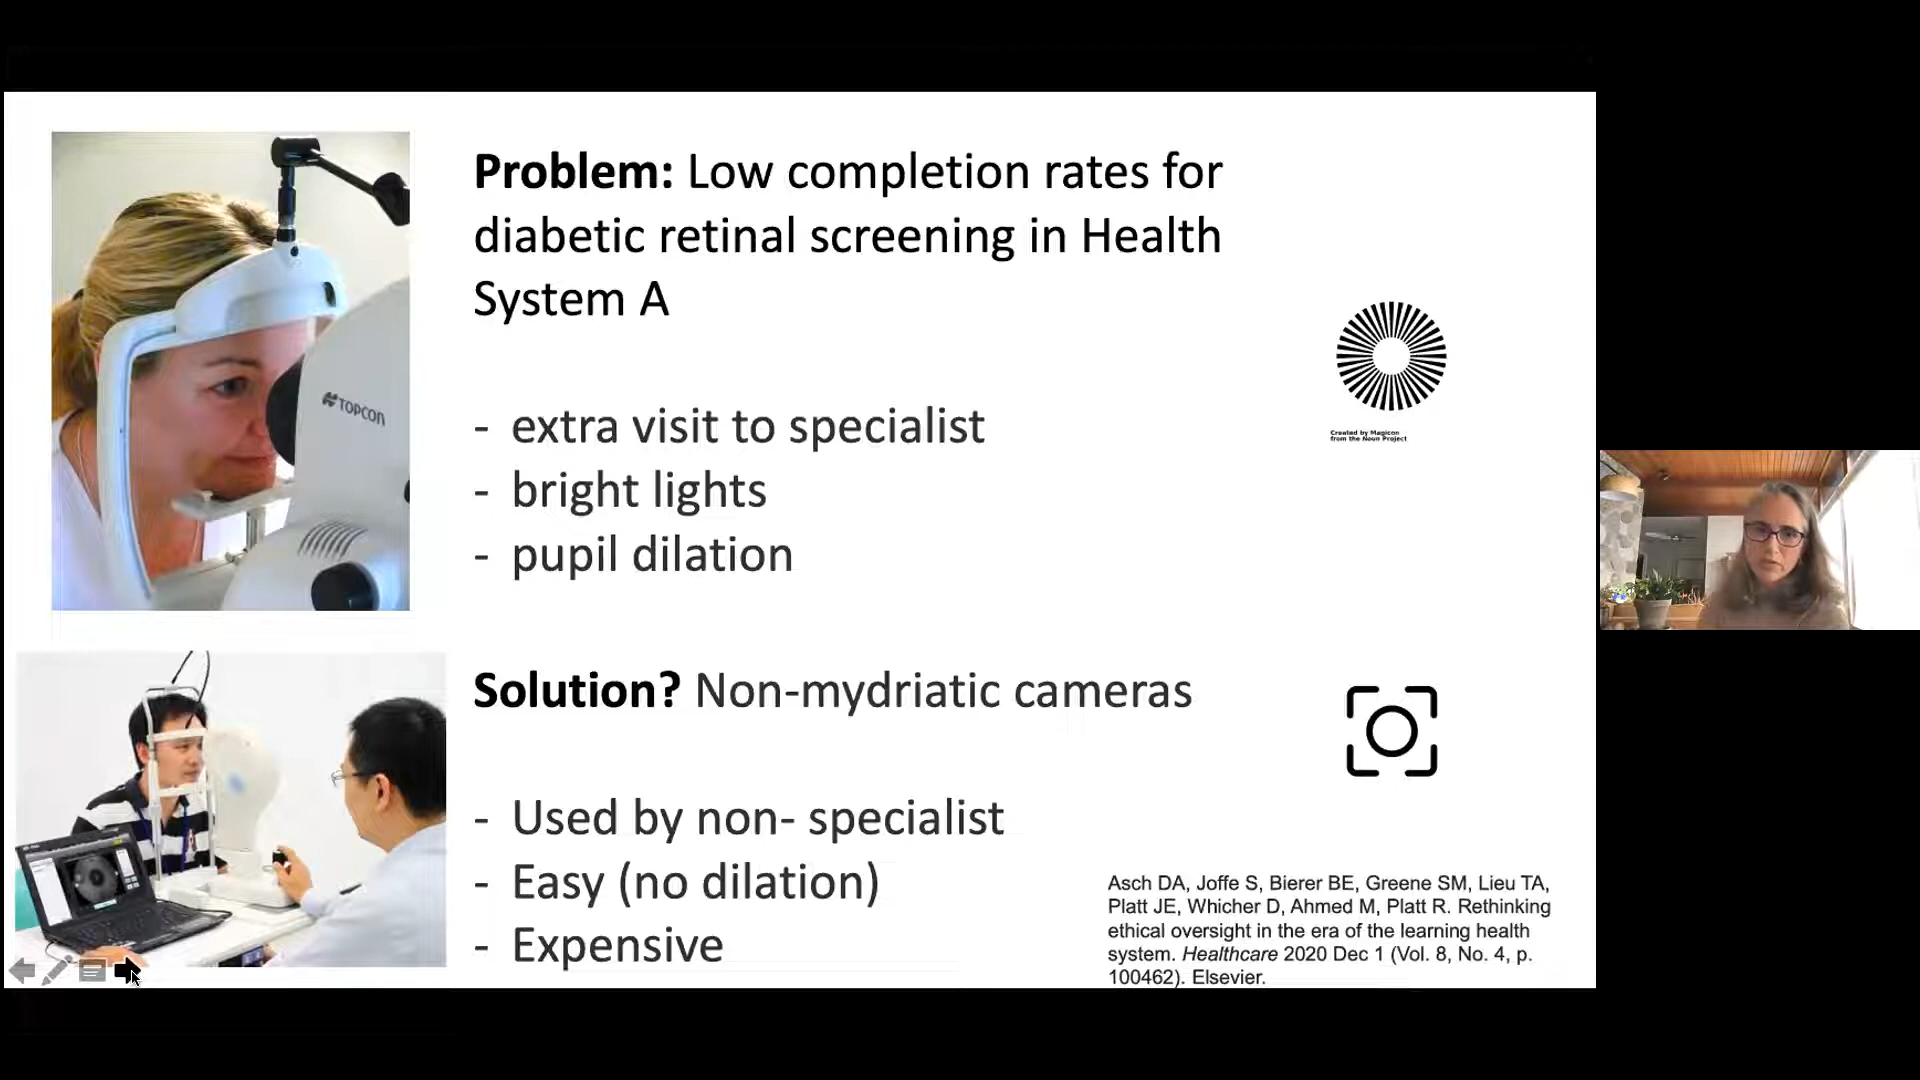 Problem: Low completion rates for
diabetic retinal screening in Health
System A
- extra visit to specialist
- bright lights
- pupil dilation
Created by Magicon
from the Noun Project
TOPCON
Solution? Non-mydriatic cameras
- Used by non- specialist
- Easy (no dilation)
- Expensive
Asch DA, Joffe S, Bierer BE, Greene SM, Lieu TA,
Platt JE, Whicher D, Ahmed M, Platt R. Rethinking
ethical oversight in the era of the learning health
system. Healthcare 2020 Dec 1 (Vol. 8, No. 4, p.
100462). Elsevier.